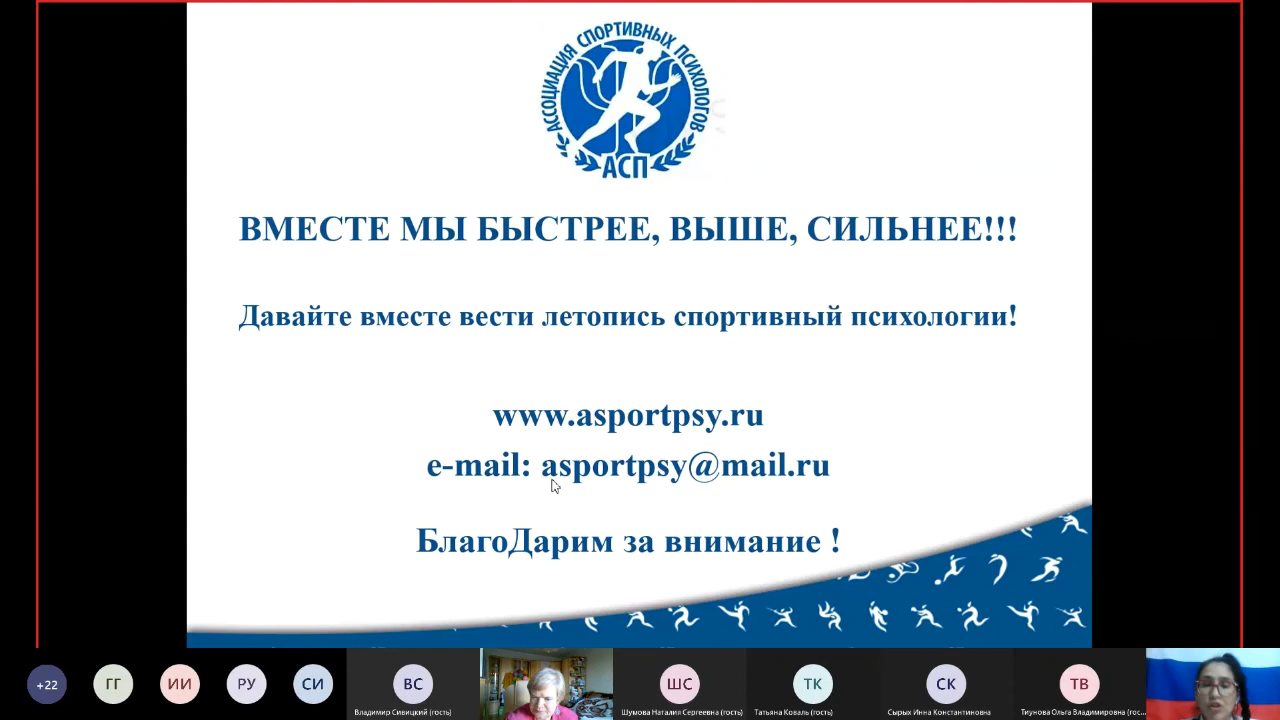 АССОЦИАЦИЯ СПОРТИВНЫХ ПСИХОЛОГОВ
АСП
ВМЕСТЕ МЫ БЫСТРЕЕ, ВЫШЕ, СИЛЬНЕЕ!!!
Давайте вместе вести летопись спортивный психологии!
www.asportpsy.ru
e-mail: asportpsy@mail.ru
БлагоДарим за внимание !
+22 ГГ ИИ РУ СИ ВС ШС ТК СК ТВ
Владимир Сивицкий (гость) Шумова Наталия Сергеевна (гость) Татьяна Коваль (гость) Сырых Инна Константиновна Тиунова Ольга Владимировна (гос...